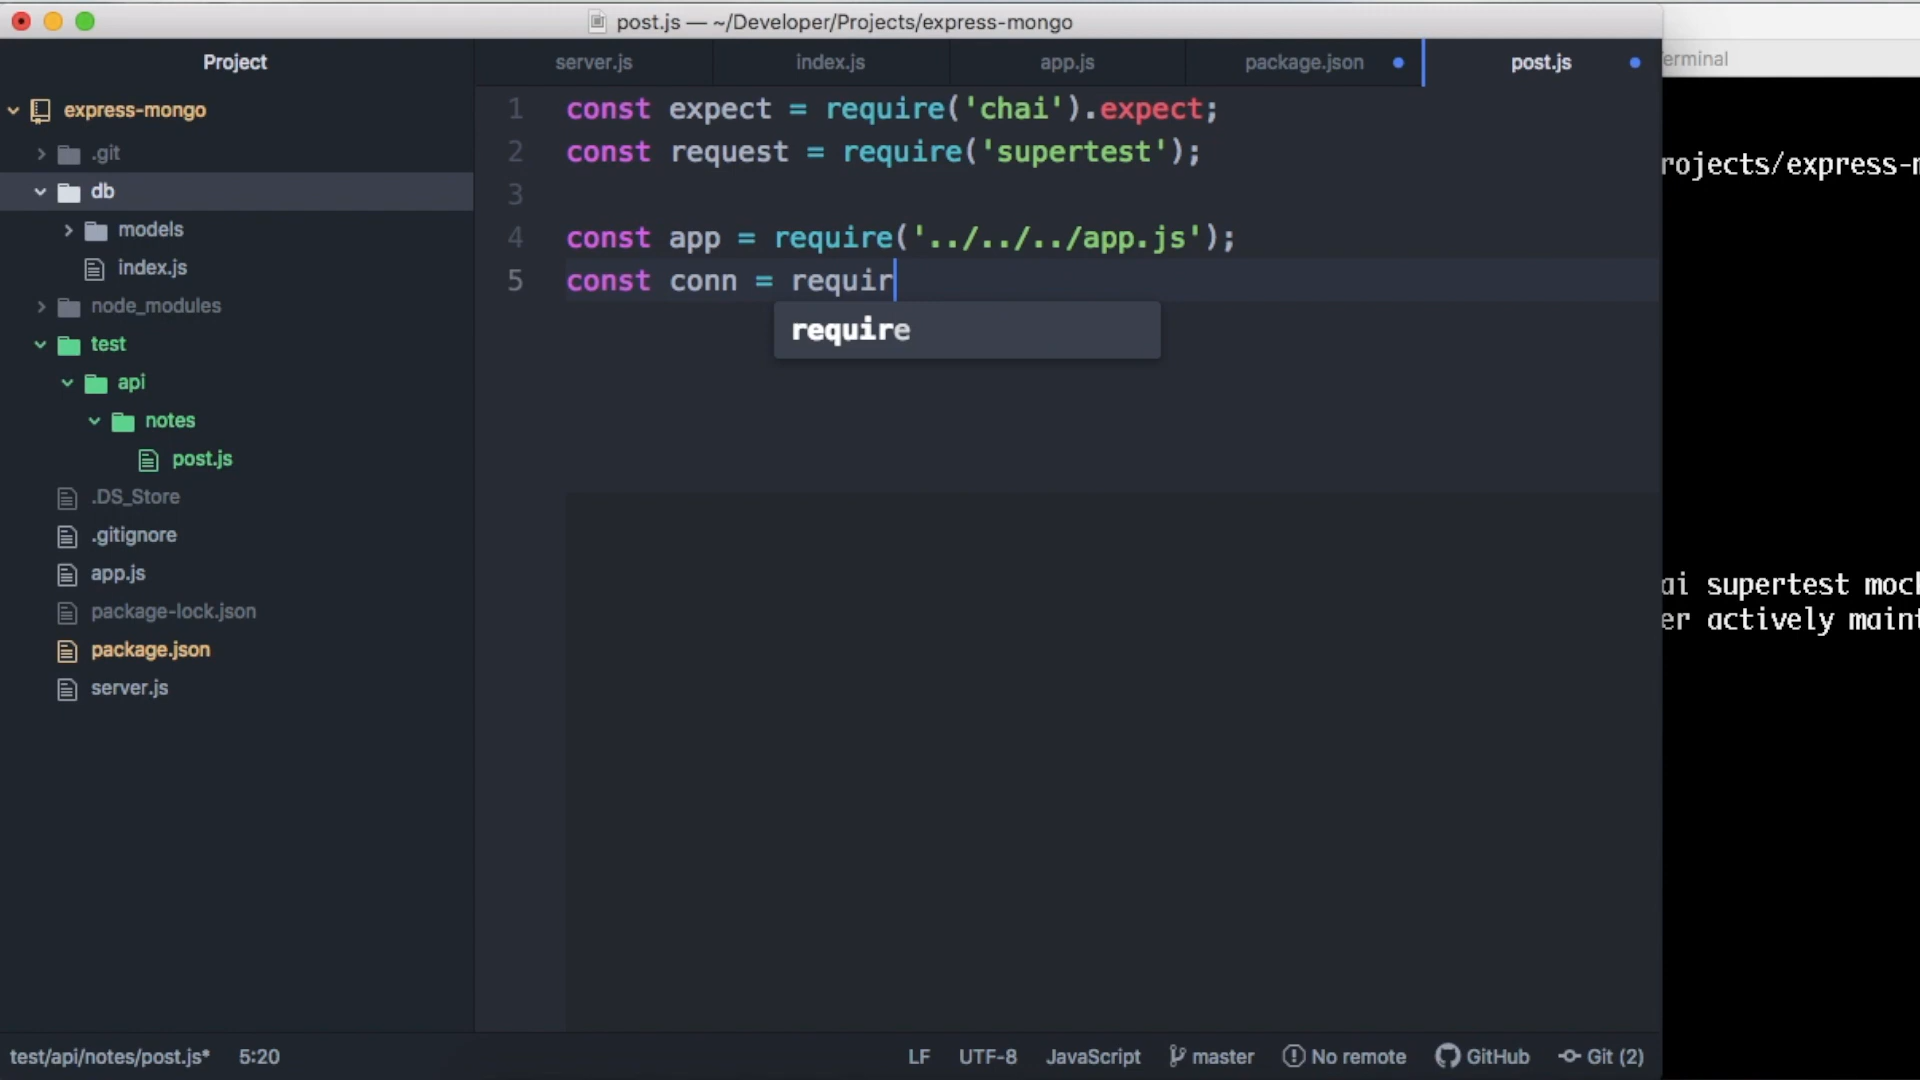 post.js — ~/Developer/Projects/express-mongo
Project
server.js
index.js
app.js
package.json
post.js
erminal
express-mongo
.git
db
models
index.js
node_modules
test
api
notes
post.js
.DS_Store
.gitignore
app.js
package-lock.json
package.json
server.js
1 const expect = require('chai').expect;
2 const request = require('supertest');
3
4 const app = require('../../../app.js');
5 const conn = requir
require
rojects/express-m
ai supertest mock
er actively maint
test/api/notes/post.js* 5:20 LF UTF-8 JavaScript master No remote GitHub Git (2)